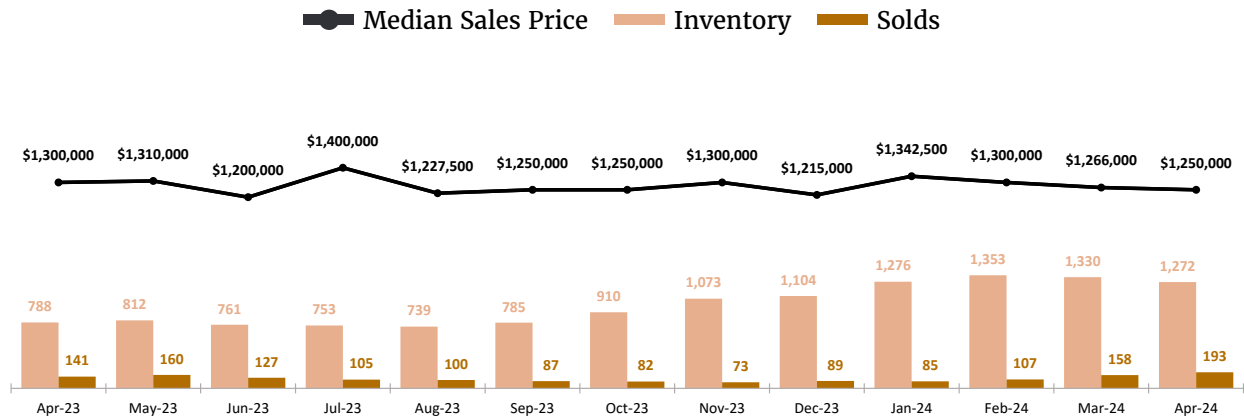 Median Sales Price Inventory Solds
$1,300,000 $1,310,000 $1,200,000 $1,400,000 $1,227,500 $1,250,000 $1,250,000 $1,300,000 $1,215,000 $1,342,500 $1,300,000 $1,266,000 $1,250,000
788 812 761 753 739 785 910 1,073 1,104 1,276 1,353 1,330 1,272
141 160 127 105 100 87 82 73 89 85 107 158 193
Apr-23 May-23 Jun-23 Jul-23 Aug-23 Sep-23 Oct-23 Nov-23 Dec-23 Jan-24 Feb-24 Mar-24 Apr-24